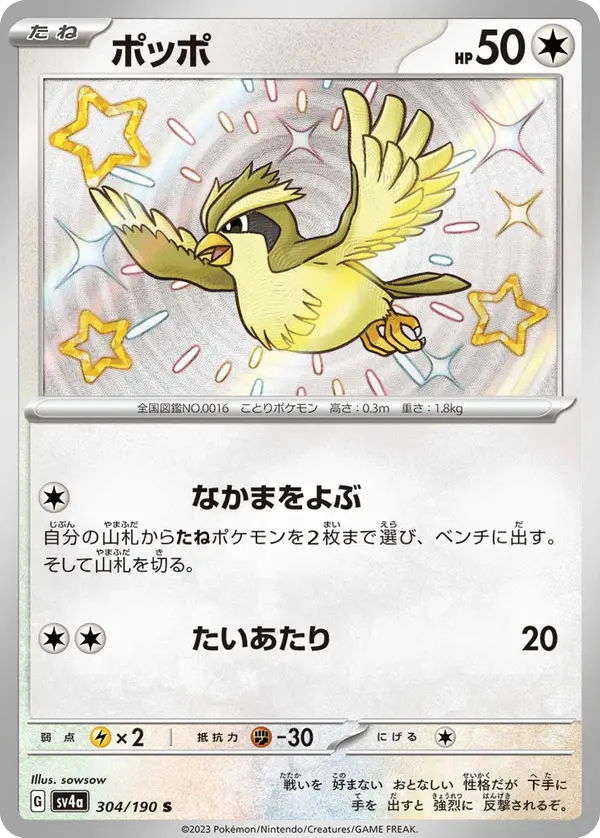 たね ポッポ HP50
全国図鑑NO.0016 ことりポケモン 高さ:0.3m 重さ:1.8kg
なかまをよぶ
自分の山札からたねポケモンを2枚まで選び、ベンチに出す。
そして山札を切る。
たいあたり 20
弱点 ×2 抵抗力 -30 にげる
Illus. sowsow
G sv4a 304/190 S
戦いを 好まない おとなしい 性格だが 下手に
手を 出すと 強烈に 反撃されるぞ。
©2023 Pokémon/Nintendo/Creatures/GAME FREAK.